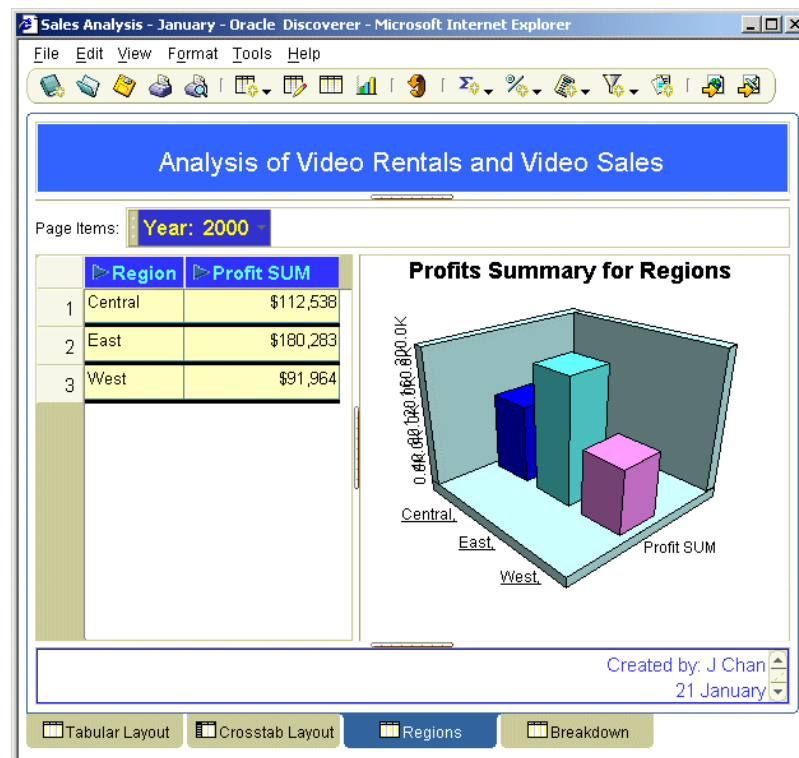 Sales Analysis - January - Oracle Discoverer - Microsoft Internet Explorer
File Edit View Format Tools Help
Analysis of Video Rentals and Video Sales
Page Items: Year: 2000
Region Profit SUM
1 Central $112,538
2 East $180,283
3 West $91,964
Profits Summary for Regions
Central,
East,
West,
Profit SUM
Created by: J Chan
21 January
Tabular Layout Crosstab Layout Regions Breakdown